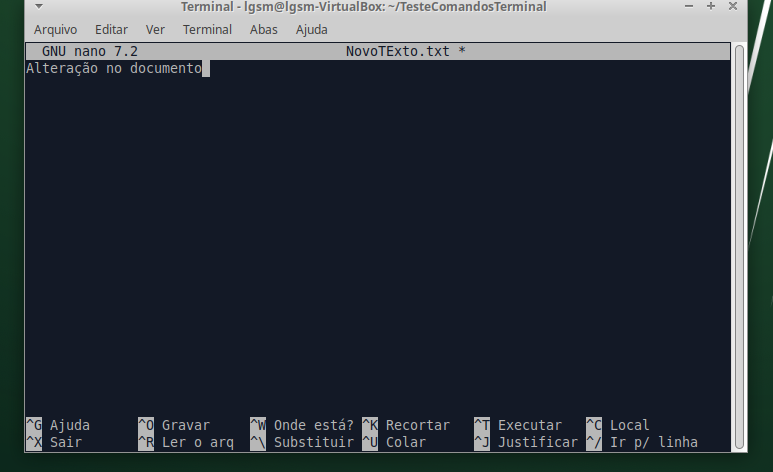 Terminal - lgsm@lgsm-VirtualBox: ~/TesteComandosTerminal
Arquivo Editar Ver Terminal Abas Ajuda
GNU nano 7.2 NovoTExto.txt *
Alteração no documento
^G Ajuda ^O Gravar ^W Onde está? ^K Recortar ^T Executar ^C Local
^X Sair ^R Ler o arq ^\ Substituir ^U Colar ^J Justificar ^/ Ir p/ linha